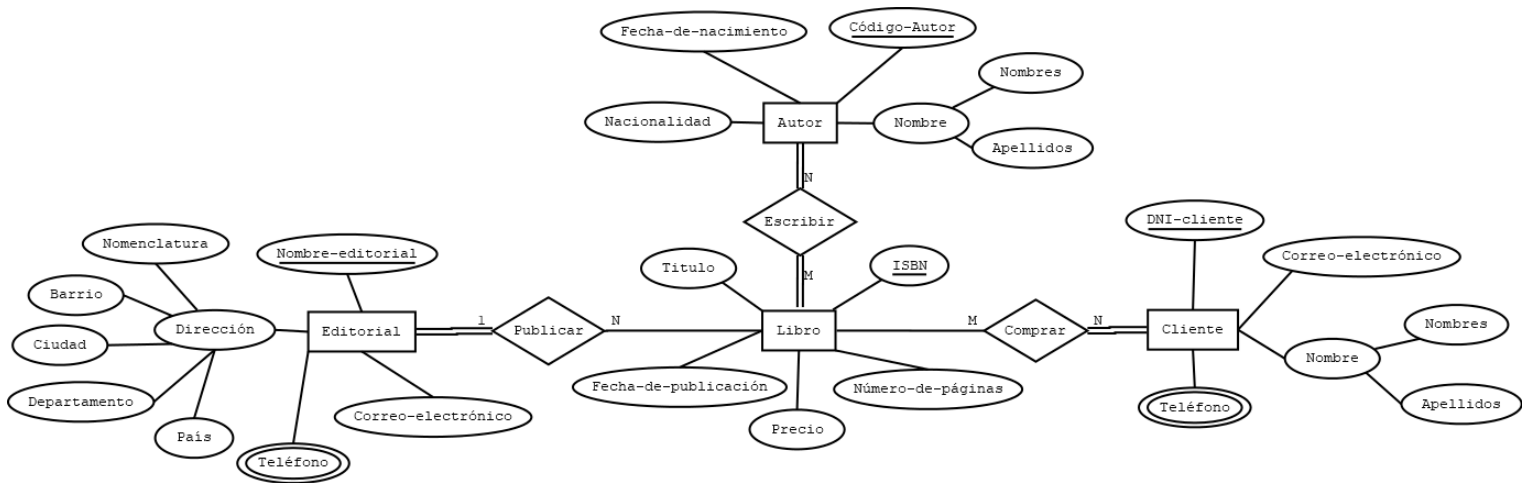 Fecha-de-nacimiento
Código-Autor
Nombres
Nacionalidad
Autor
Nombre
Apellidos
N
Escribir
M
Nomenclatura
Nombre-editorial
Titulo
ISBN
DNI-cliente
Correo-electrónico
Barrio
Dirección
Editorial
1
Publicar
N
Libro
M
Comprar
N
Cliente
Nombres
Ciudad
Nombre
Departamento
Fecha-de-publicación
Número-de-páginas
Apellidos
Correo-electrónico
Teléfono
País
Precio
Teléfono